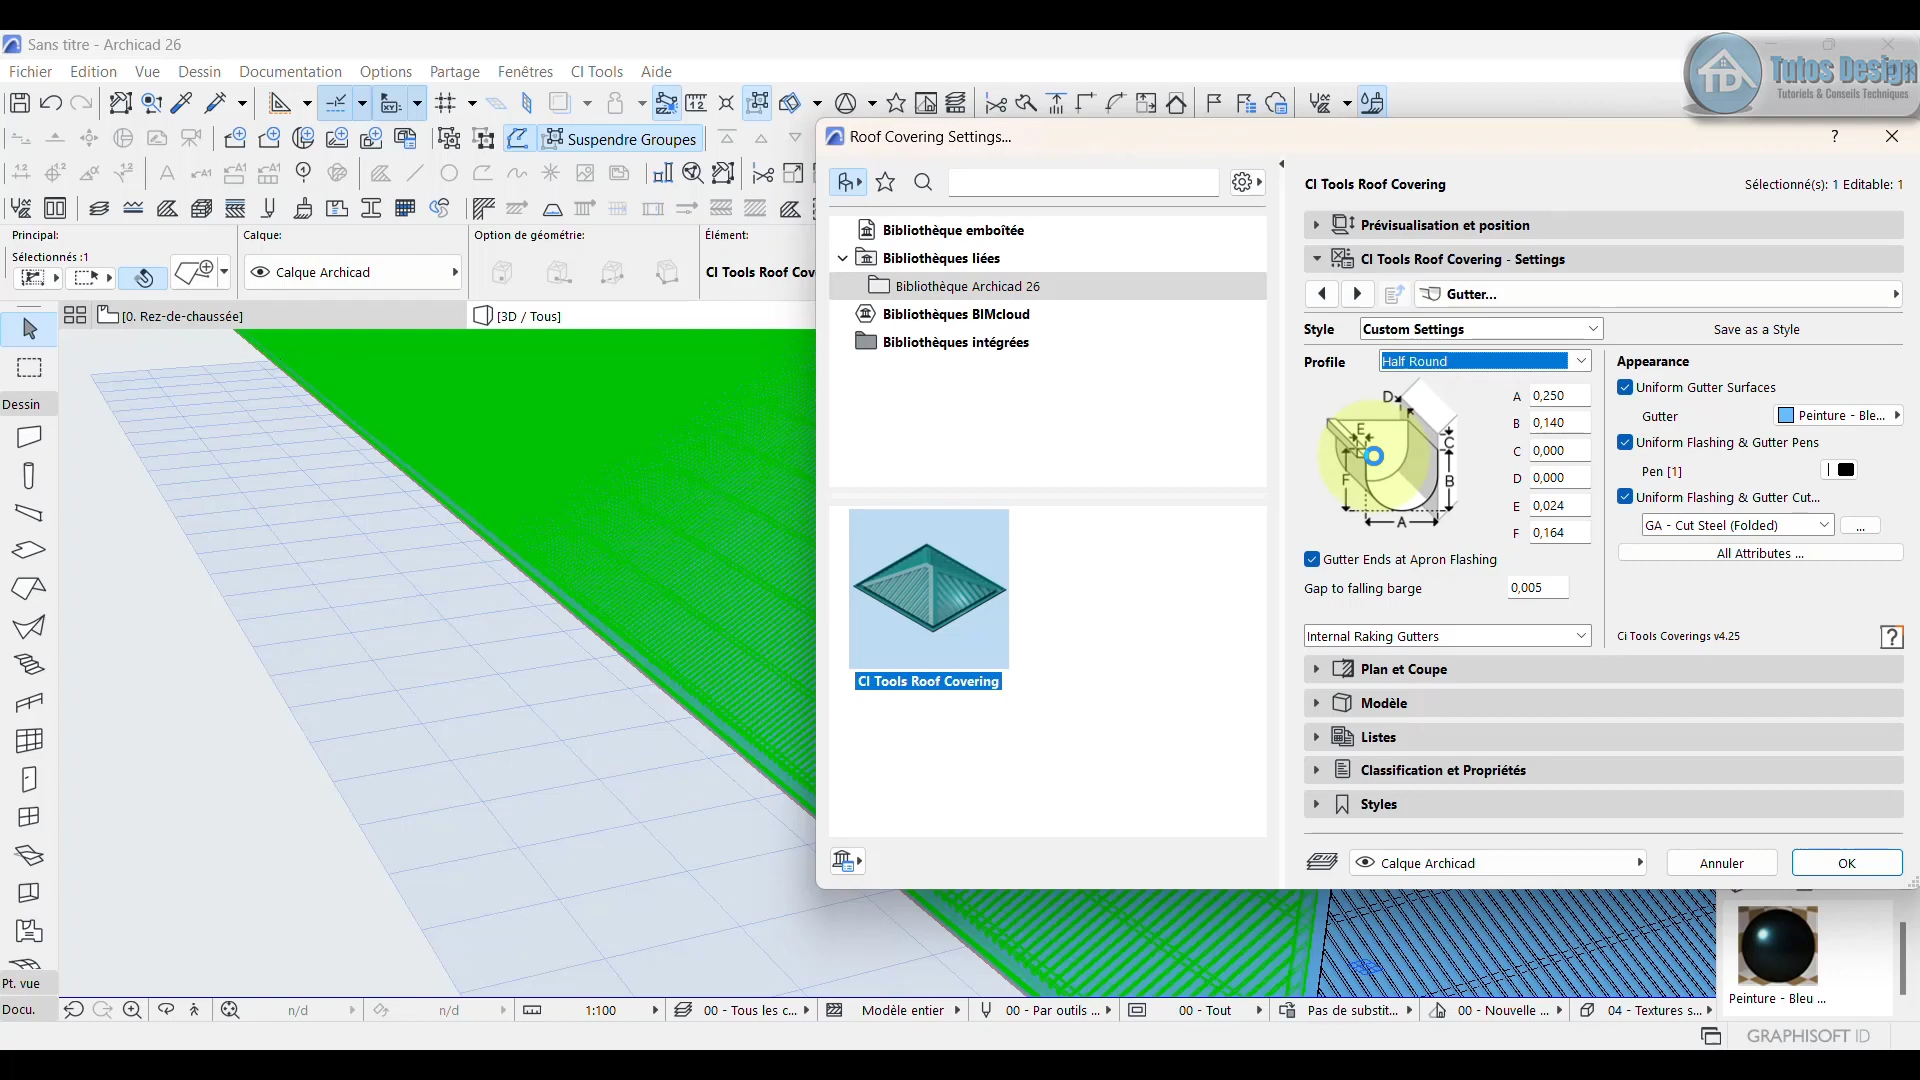 Sans titre - Archicad 26
Tutos Design
Tutoriels & Conseils Techniques
Fichier Edition Vue Dessin Documentation Options Partage Fenêtres CI Tools Aide
Suspendre Groupes
Principal:
Sélectionnés :1
Calque:
Calque Archicad
Option de géométrie:
Élément:
CI Tools Roof Cov
[0. Rez-de-chaussée]
[3D / Tous]
Dessin
Pt. vue
Docu.
Roof Covering Settings...
?
Bibliothèque emboîtée
Bibliothèques liées
Bibliothèque Archicad 26
Bibliothèques BIMcloud
Bibliothèques intégrées
CI Tools Roof Covering
CI Tools Roof Covering
Sélectionné(s): 1 Editable: 1
Prévisualisation et position
CI Tools Roof Covering - Settings
Gutter...
Style Custom Settings Save as a Style
Profile Half Round
D
E
C
F
B
A
A 0,250
B 0,140
C 0,000
D 0,000
E 0,024
F 0,164
Gutter Ends at Apron Flashing
Gap to falling barge 0,005
Internal Raking Gutters
Appearance
Uniform Gutter Surfaces
Gutter Peinture - Ble...
Uniform Flashing & Gutter Pens
Pen [1]
Uniform Flashing & Gutter Cut...
GA - Cut Steel (Folded) ...
All Attributes ...
Ci Tools Coverings v4.25
?
Plan et Coupe
Modèle
Listes
Classification et Propriétés
Styles
Calque Archicad
Annuler
OK
Peinture - Bleu ...
n/d
n/d
1:100
00 - Tous les c...
Modèle entier
00 - Par outils ...
00 - Tout
Pas de substit...
00 - Nouvelle ...
04 - Textures s...
GRAPHISOFT ID